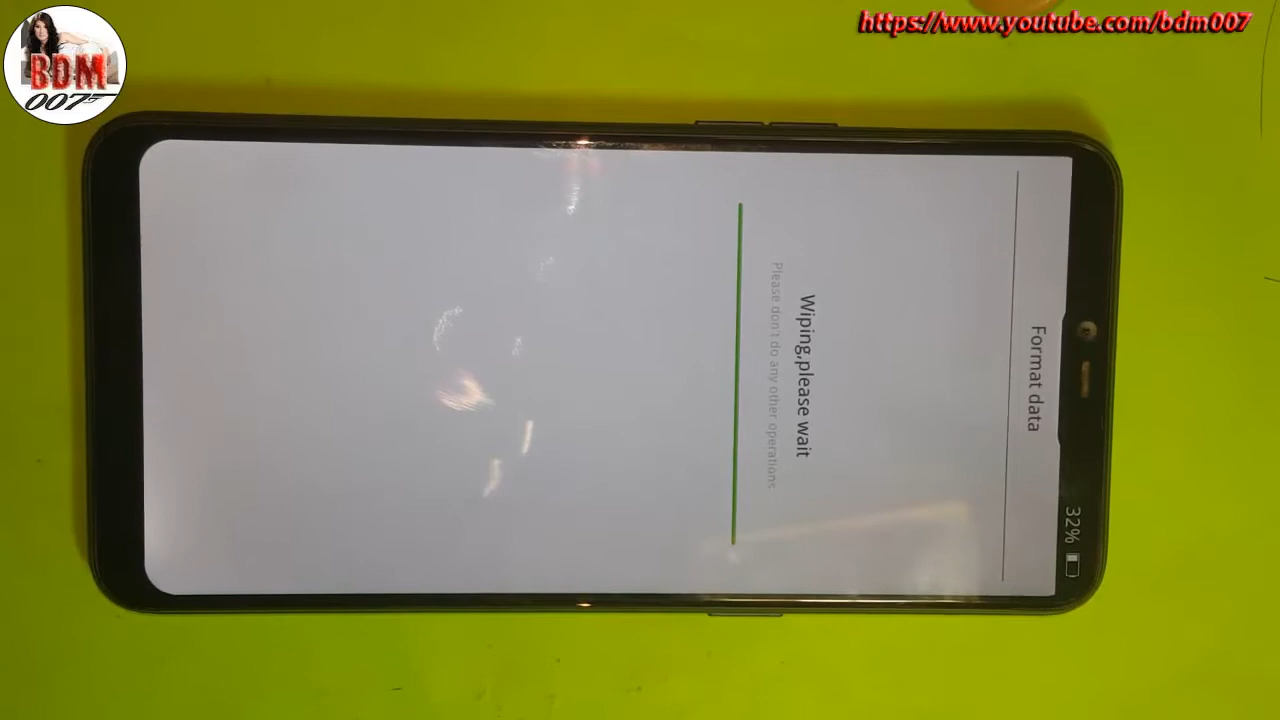 BDM
007
https://www.youtube.com/bdm007
Format data
32%
Wiping,please wait
Please don't do any other operations